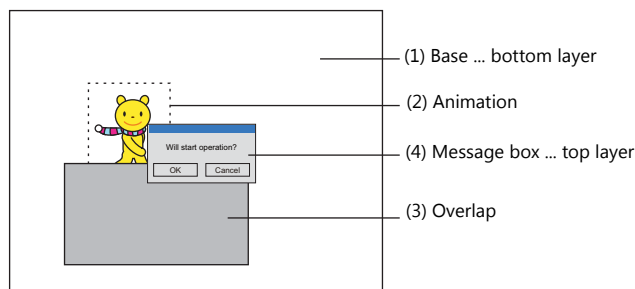 (1) Base ... bottom layer
(2) Animation
Will start operation?
OK Cancel
(4) Message box ... top layer
(3) Overlap